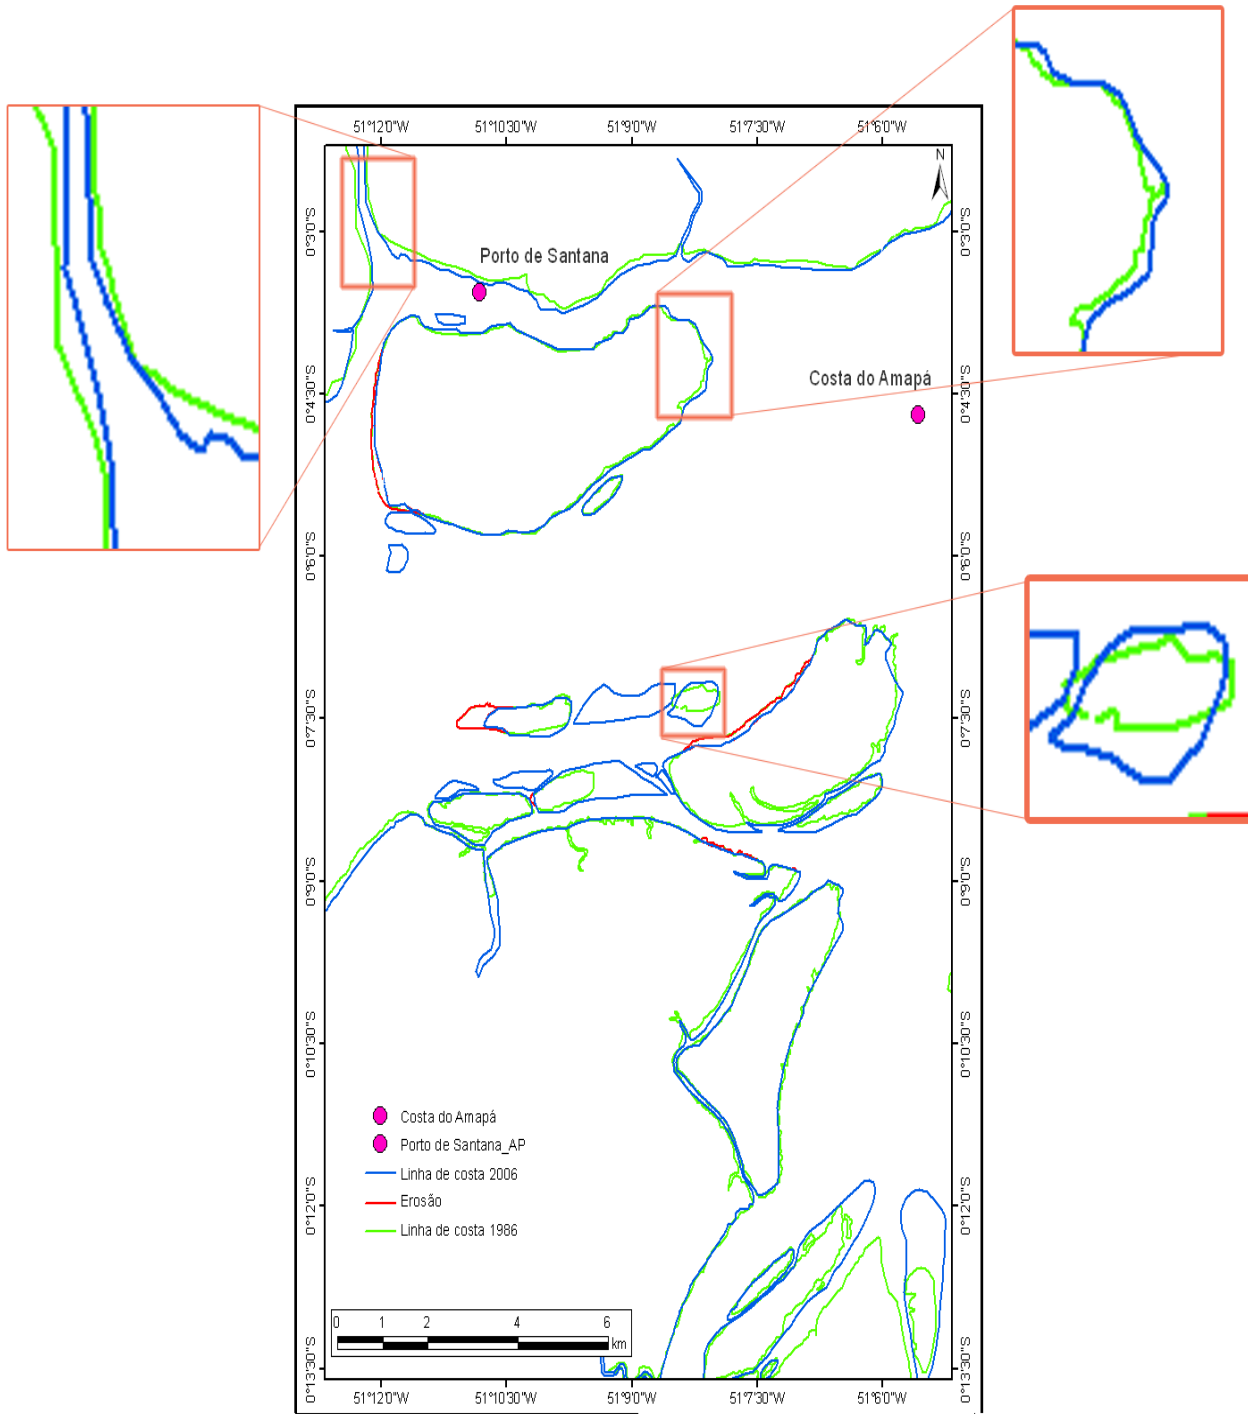 51°12'0"W 51°10'30"W 51°9'0"W 51°7'30"W 51°6'0"W
N
0°3'0"S 0°3'0"S
Porto de Santana
Costa do Amapá
0°4'30"S 0°4'30"S
0°6'0"S 0°6'0"S
0°7'30"S 0°7'30"S
0°9'0"S 0°9'0"S
0°10'30"S 0°10'30"S
Costa do Amapá
Porto de Santana_AP
Linha de costa 2006
Erosão
Linha de costa 1986
0°12'0"S 0°12'0"S
0 1 2 4 6
km
0°13'30"S 0°13'30"S
51°12'0"W 51°10'30"W 51°9'0"W 51°7'30"W 51°6'0"W